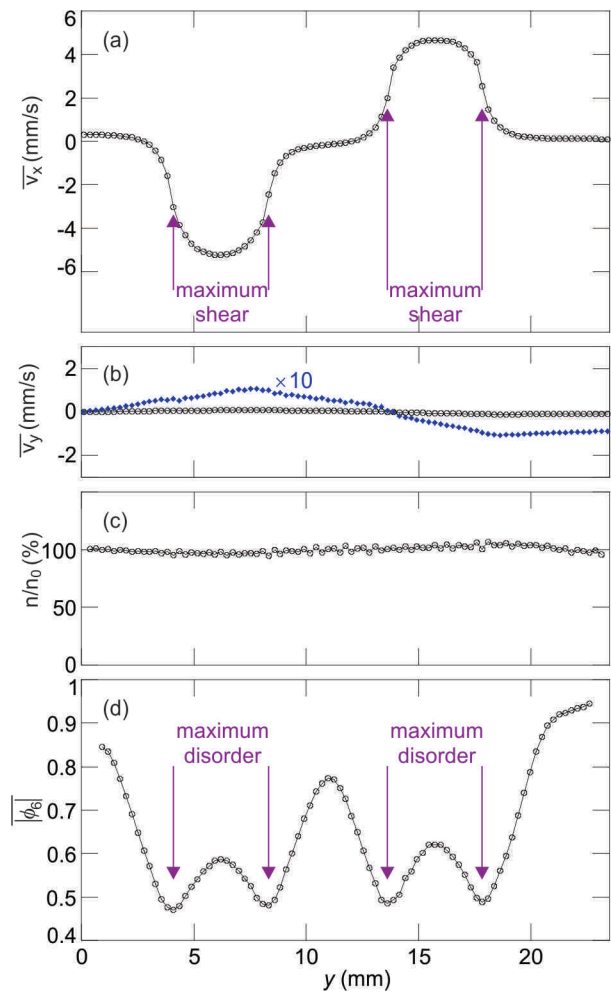 (a)
6
4
2
0
-2
-4
-6
v̅x (mm/s)
maximum shear
maximum shear
(b)
×10
2
0
-2
v̅y (mm/s)
(c)
100
50
0
n/n0 (%)
(d)
1
0.9
0.8
0.7
0.6
0.5
0.4
|ϕ6|
maximum
disorder
maximum
disorder
0
5
10
15
20
y (mm)